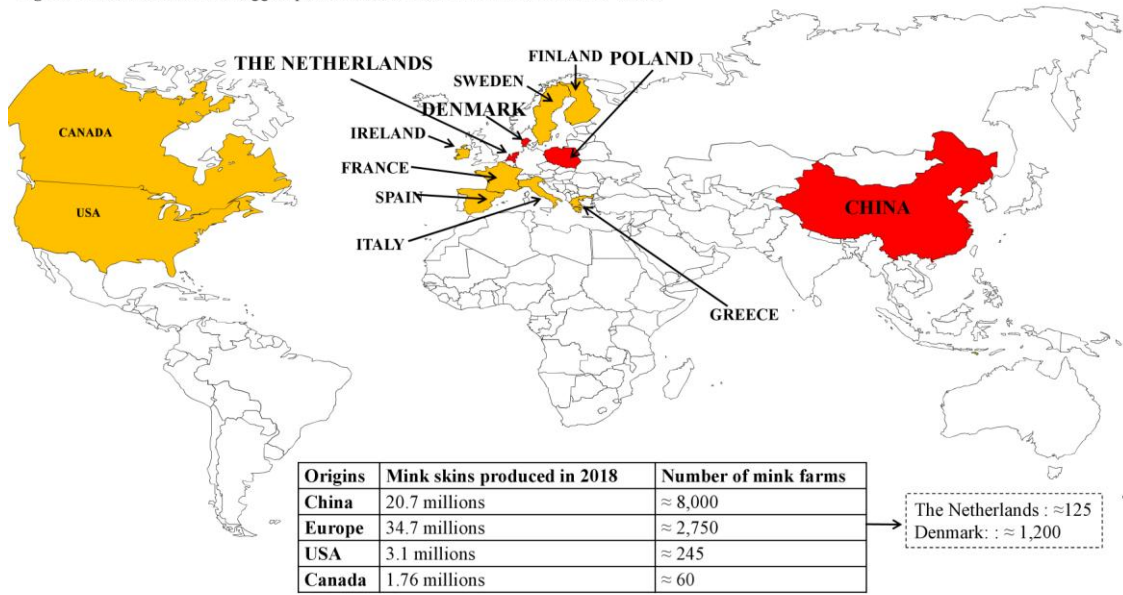 FINLAND
THE NETHERLANDS
POLAND
SWEDEN
DENMARK
CANADA
IRELAND
FRANCE
USA
SPAIN
CHINA
ITALY
GREECE
Origins Mink skins produced in 2018 Number of mink farms
China 20.7 millions ≈ 8,000
Europe 34.7 millions ≈ 2,750
USA 3.1 millions ≈ 245
Canada 1.76 millions ≈ 60
The Netherlands : ≈125
Denmark: : ≈ 1,200